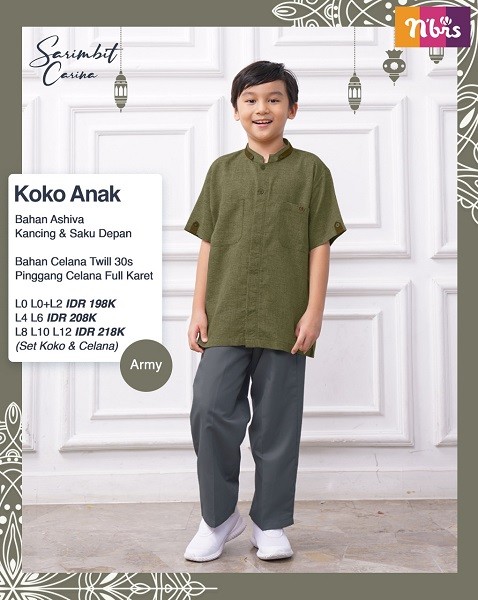 Sarimbit
Carina
Nbrs
Koko Anak
Bahan Ashiva
Kancing & Saku Depan
Bahan Celana Twill 30s
Pinggang Celana Full Karet
L0 L0+L2 IDR 198K
L4 L6 IDR 208K
L8 L10 L12 IDR 218K
(Set Koko & Celana)
Army